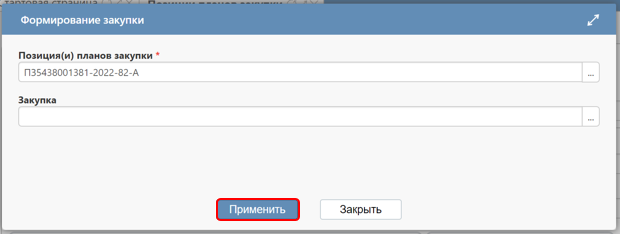 Формирование закупки
Позиция(и) планов закупки *
П35438001381-2022-82-А
...
Закупка
...
Применить
Закрыть